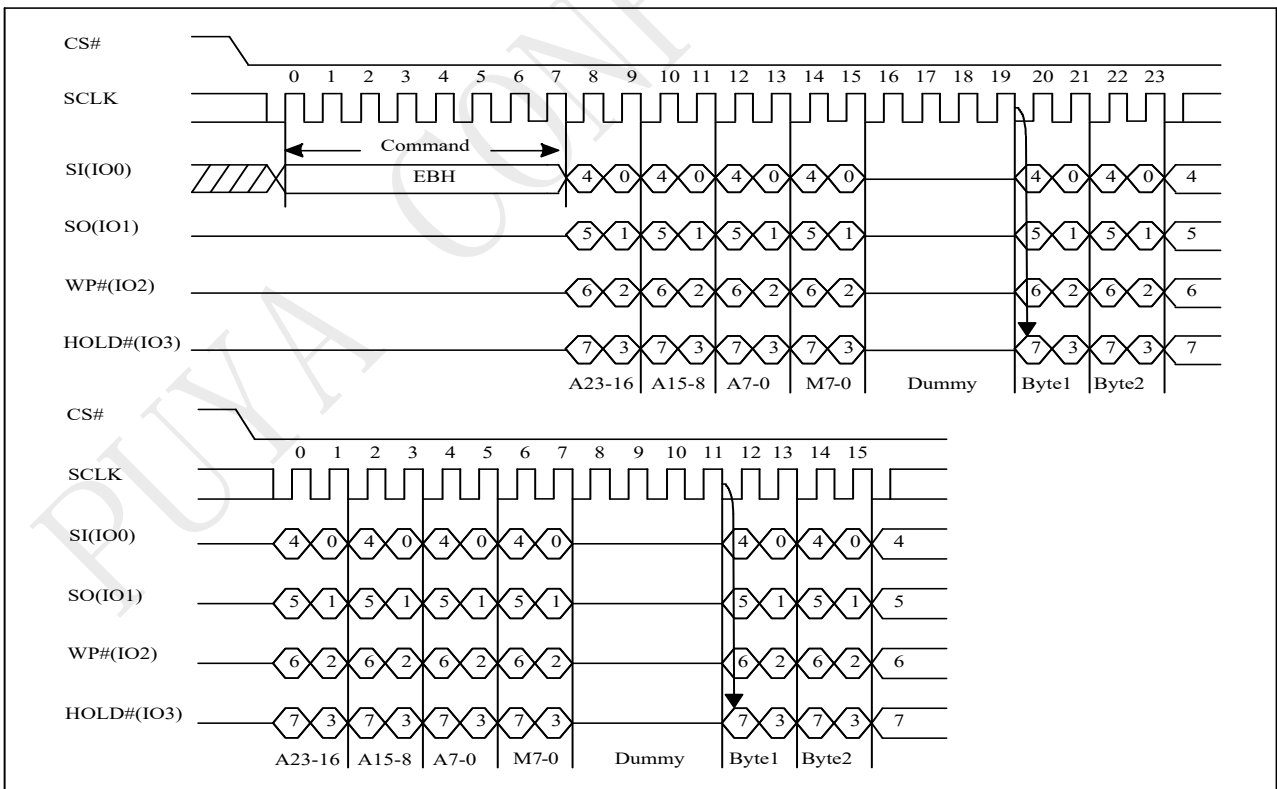 CS#
0 1 2 3 4 5 6 7 8 9 10 11 12 13 14 15 16 17 18 19 20 21 22 23
SCLK
Command
SI(IO0) EBH 4 0 4 0 4 0 4 0 4 0 4 0 4
SO(IO1) 5 1 5 1 5 1 5 1 5 1 5 1 5
WP#(IO2) 6 2 6 2 6 2 6 2 6 2 6 2 6
HOLD#(IO3) 7 3 7 3 7 3 7 3 7 3 7 3 7
A23-16 A15-8 A7-0 M7-0 Dummy Byte1 Byte2
CS#
0 1 2 3 4 5 6 7 8 9 10 11 12 13 14 15
SCLK
SI(IO0) 4 0 4 0 4 0 4 0 4 0 4 0 4
SO(IO1) 5 1 5 1 5 1 5 1 5 1 5 1 5
WP#(IO2) 6 2 6 2 6 2 6 2 6 2 6 2 6
HOLD#(IO3) 7 3 7 3 7 3 7 3 7 3 7 3 7
A23-16 A15-8 A7-0 M7-0 Dummy Byte1 Byte2
PUYA